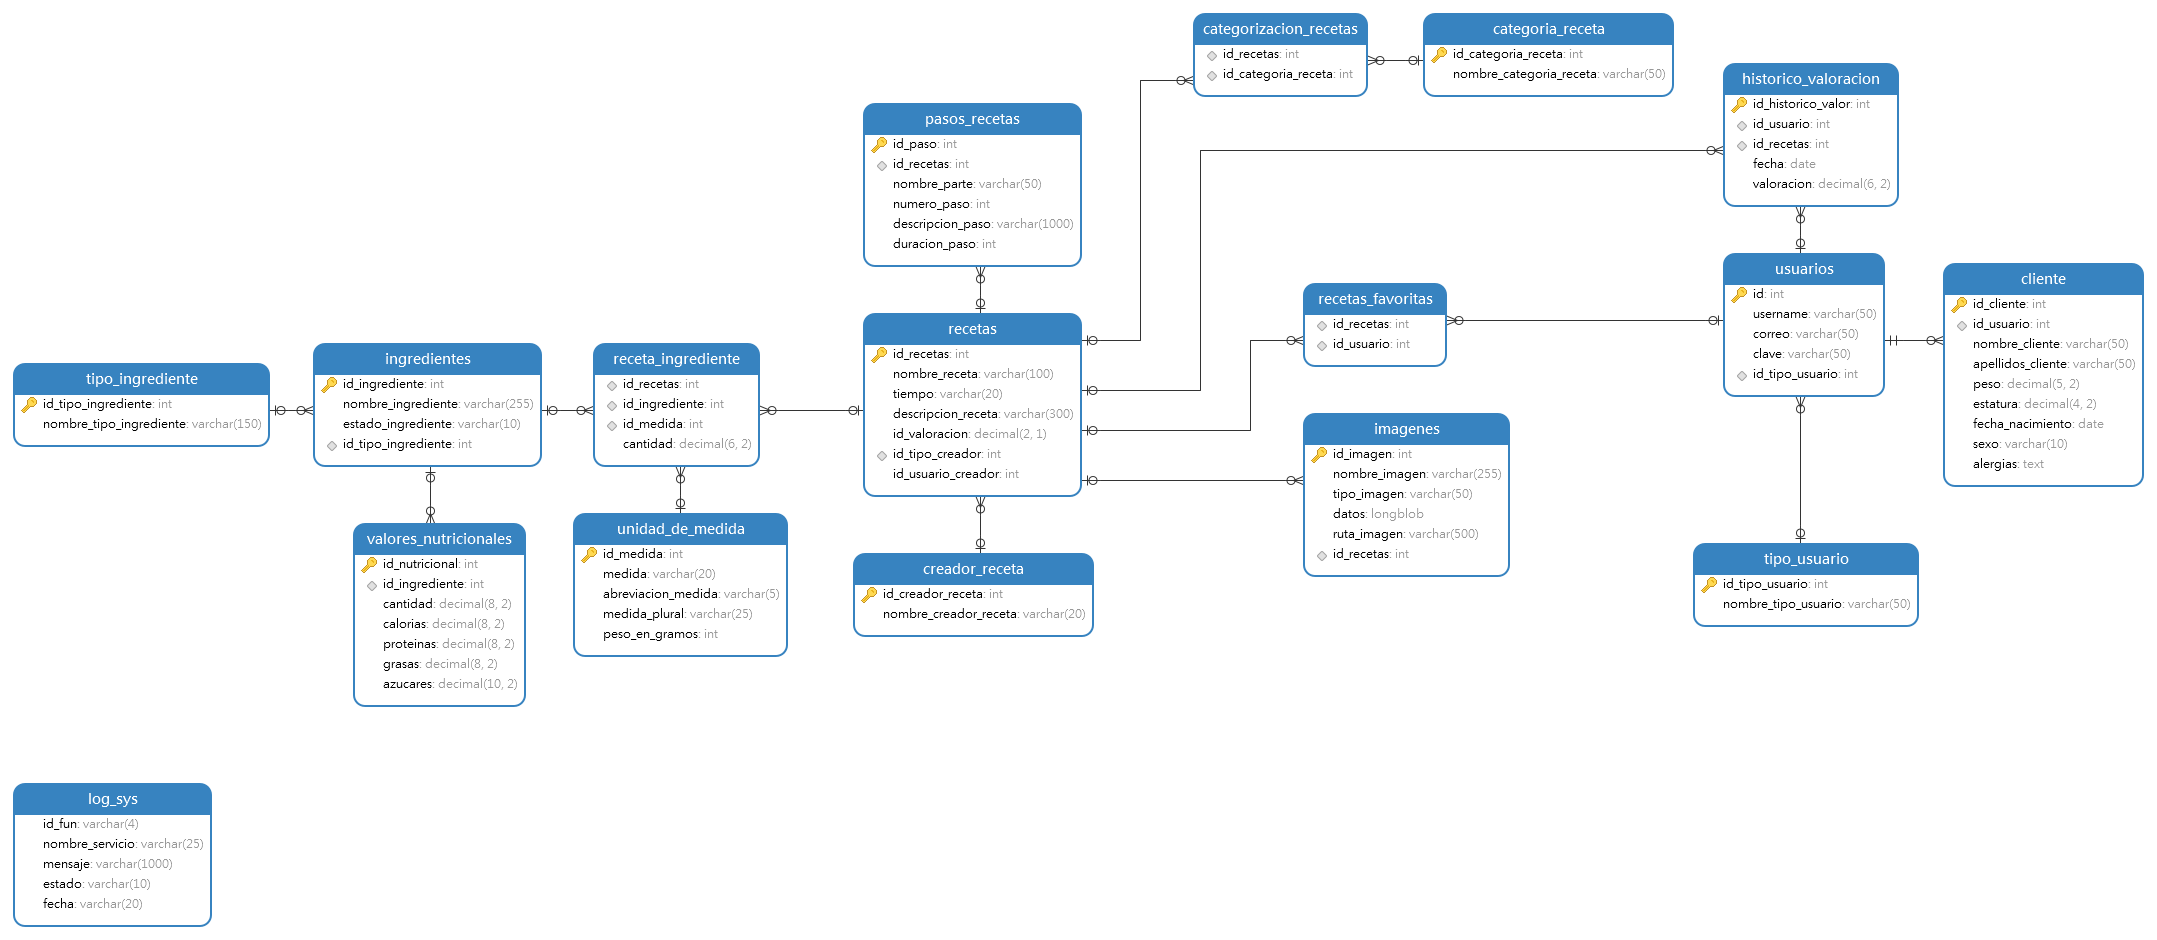 categorizacion_recetas
id_recetas: int
id_categoria_receta: int
categoria_receta
id_categoria_receta: int
nombre_categoria_receta: varchar(50)
historico_valoracion
id_historico_valor: int
id_usuario: int
id_recetas: int
fecha: date
valoracion: decimal(6, 2)
pasos_recetas
id_paso: int
id_recetas: int
nombre_parte: varchar(50)
numero_paso: int
descripcion_paso: varchar(1000)
duracion_paso: int
usuarios
id: int
username: varchar(50)
correo: varchar(50)
clave: varchar(50)
id_tipo_usuario: int
cliente
id_cliente: int
id_usuario: int
nombre_cliente: varchar(50)
apellidos_cliente: varchar(50)
peso: decimal(5, 2)
estatura: decimal(4, 2)
fecha_nacimiento: date
sexo: varchar(10)
alergias: text
recetas_favoritas
id_recetas: int
id_usuario: int
recetas
id_recetas: int
nombre_receta: varchar(100)
tiempo: varchar(20)
descripcion_receta: varchar(300)
id_valoracion: decimal(2, 1)
id_tipo_creador: int
id_usuario_creador: int
tipo_ingrediente
id_tipo_ingrediente: int
nombre_tipo_ingrediente: varchar(150)
ingredientes
id_ingrediente: int
nombre_ingrediente: varchar(255)
estado_ingrediente: varchar(10)
id_tipo_ingrediente: int
receta_ingrediente
id_recetas: int
id_ingrediente: int
id_medida: int
cantidad: decimal(6, 2)
imagenes
id_imagen: int
nombre_imagen: varchar(255)
tipo_imagen: varchar(50)
datos: longblob
ruta_imagen: varchar(500)
id_recetas: int
valores_nutricionales
id_nutricional: int
id_ingrediente: int
cantidad: decimal(8, 2)
calorias: decimal(8, 2)
proteinas: decimal(8, 2)
grasas: decimal(8, 2)
azucares: decimal(10, 2)
unidad_de_medida
id_medida: int
medida: varchar(20)
abreviacion_medida: varchar(5)
medida_plural: varchar(25)
peso_en_gramos: int
creador_receta
id_creador_receta: int
nombre_creador_receta: varchar(20)
tipo_usuario
id_tipo_usuario: int
nombre_tipo_usuario: varchar(50)
log_sys
id_fun: varchar(4)
nombre_servicio: varchar(25)
mensaje: varchar(1000)
estado: varchar(10)
fecha: varchar(20)